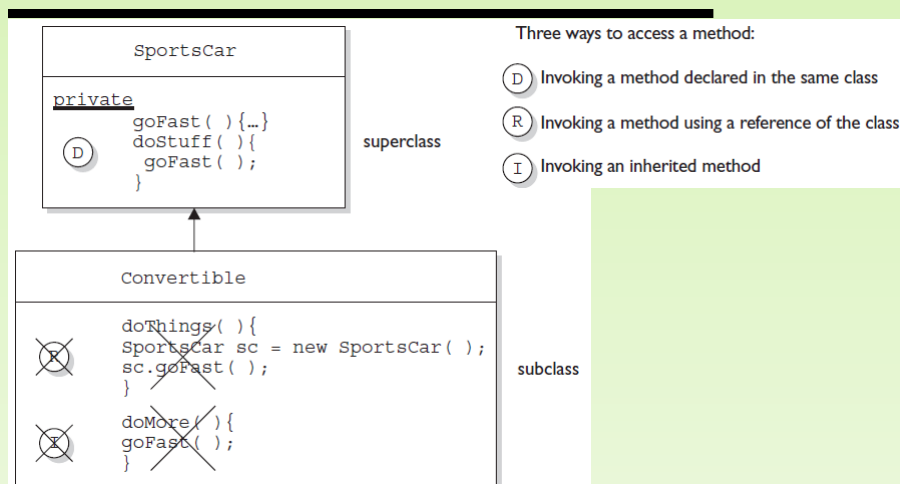 SportsCar
private
goFast( ){…}
doStuff( ){
goFast( );
}
D
superclass
Three ways to access a method:
D Invoking a method declared in the same class
R Invoking a method using a reference of the class
I Invoking an inherited method
Convertible
R
doThings( ){
SportsCar sc = new SportsCar( );
sc.goFast( );
}
I
doMore( ){
goFast( );
}
subclass